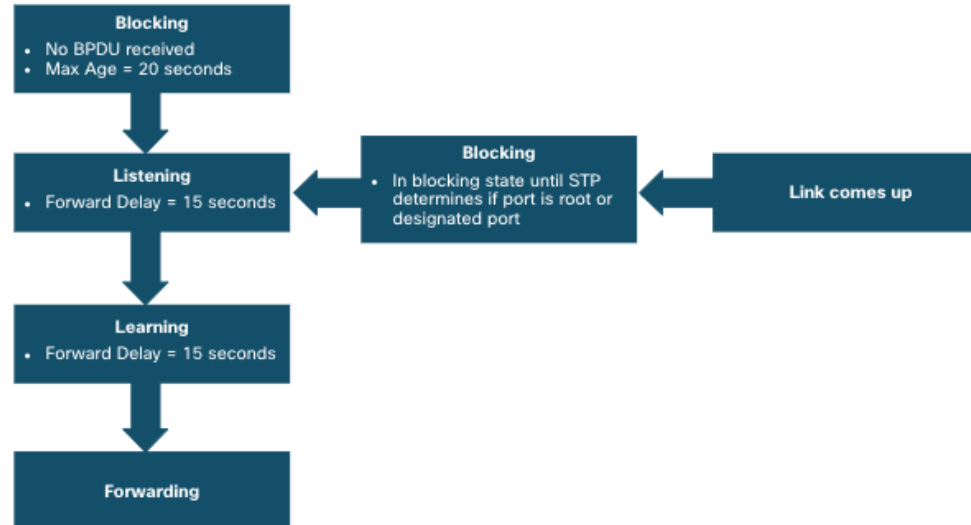 Blocking
• No BPDU received
• Max Age = 20 seconds
Listening
• Forward Delay = 15 seconds
Blocking
• In blocking state until STP
determines if port is root or
designated port
Link comes up
Learning
• Forward Delay = 15 seconds
Forwarding